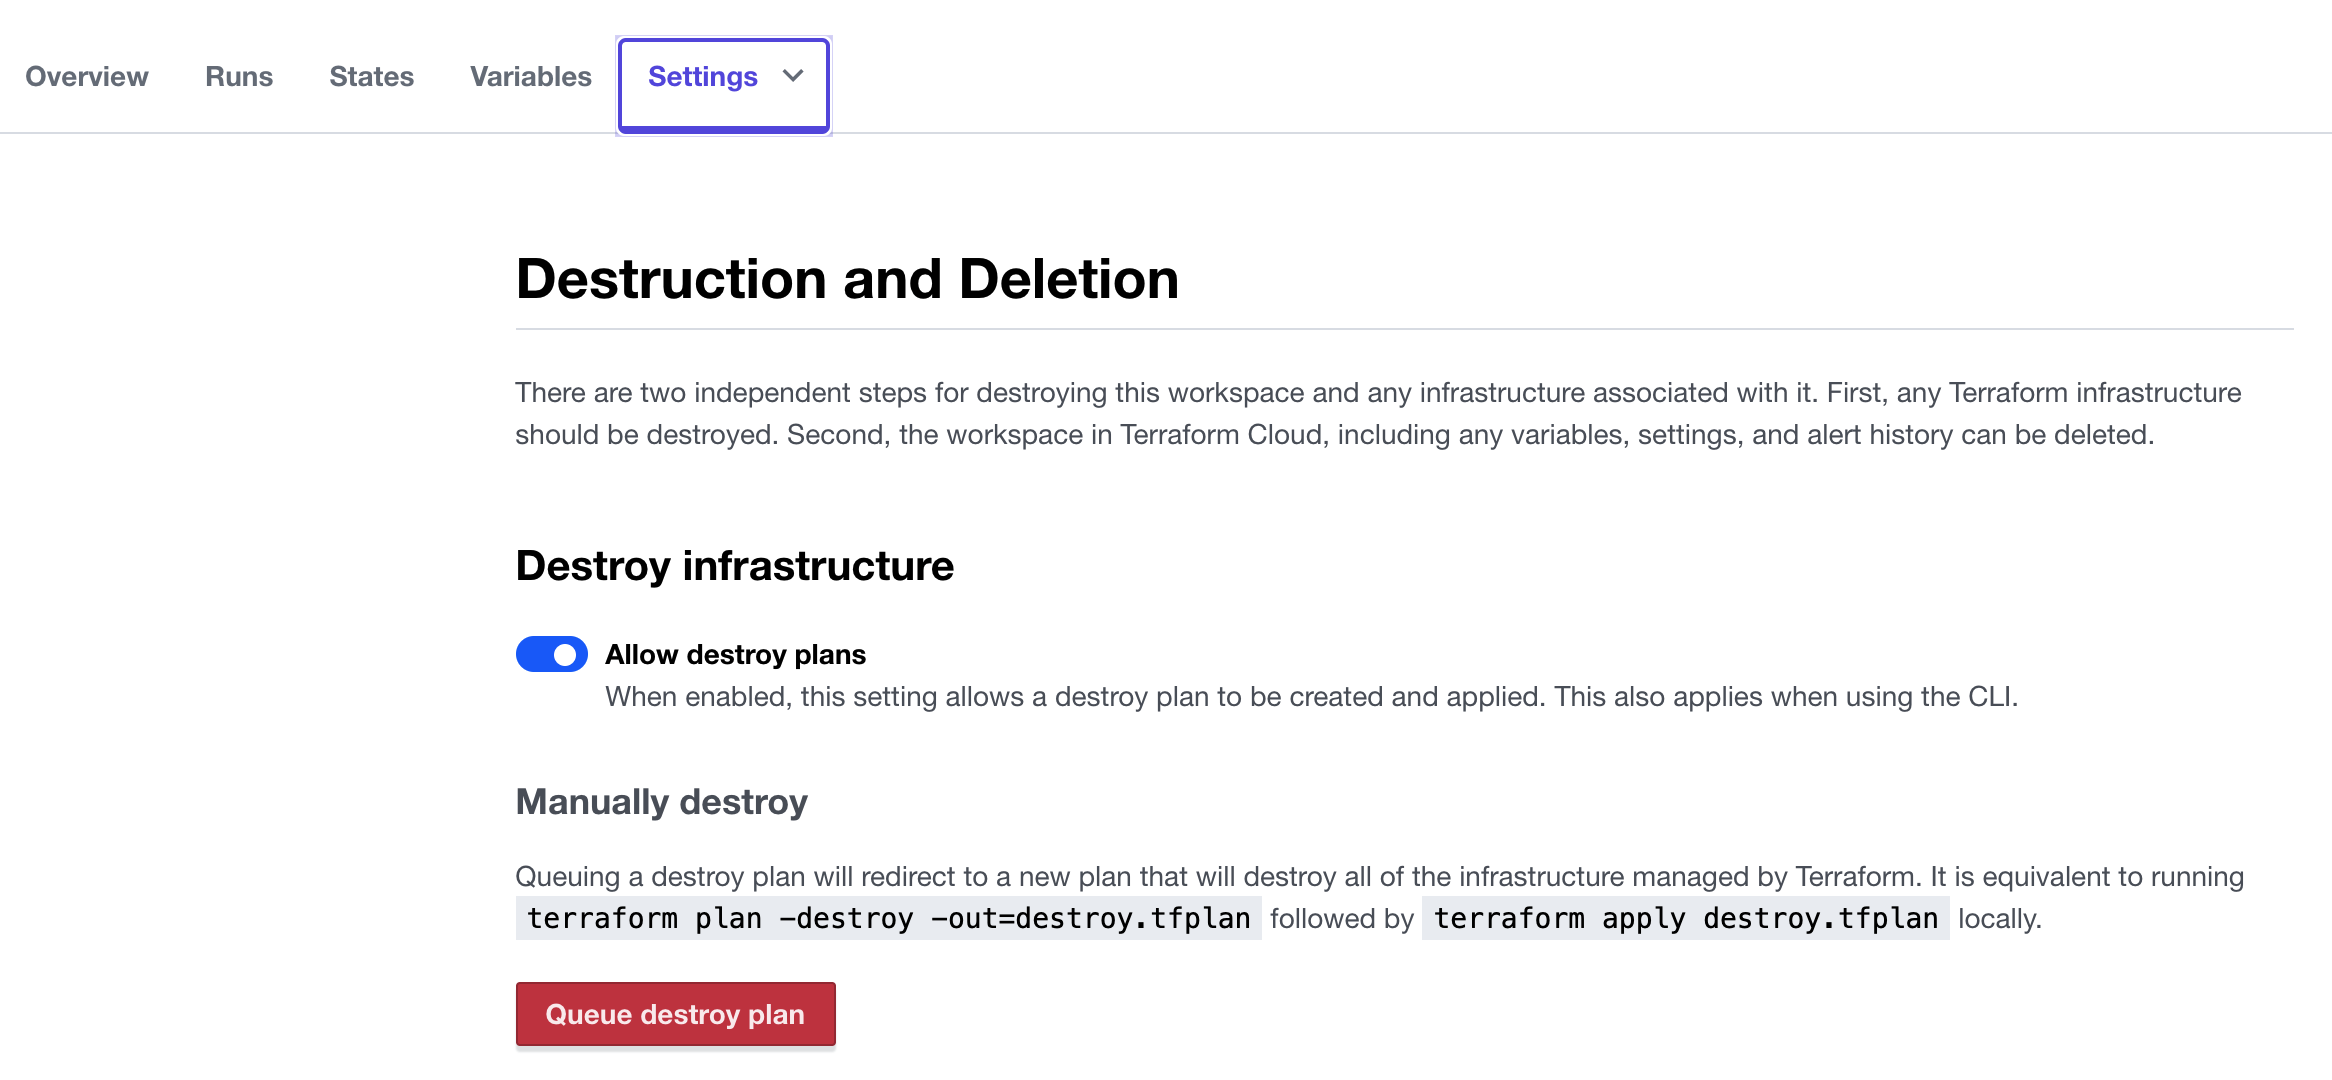 Overview Runs States Variables Settings
Destruction and Deletion
There are two independent steps for destroying this workspace and any infrastructure associated with it. First, any Terraform infrastructure
should be destroyed. Second, the workspace in Terraform Cloud, including any variables, settings, and alert history can be deleted.
Destroy infrastructure
Allow destroy plans
When enabled, this setting allows a destroy plan to be created and applied. This also applies when using the CLI.
Manually destroy
Queuing a destroy plan will redirect to a new plan that will destroy all of the infrastructure managed by Terraform. It is equivalent to running
terraform plan -destroy -out=destroy.tfplan followed by terraform apply destroy.tfplan locally.
Queue destroy plan